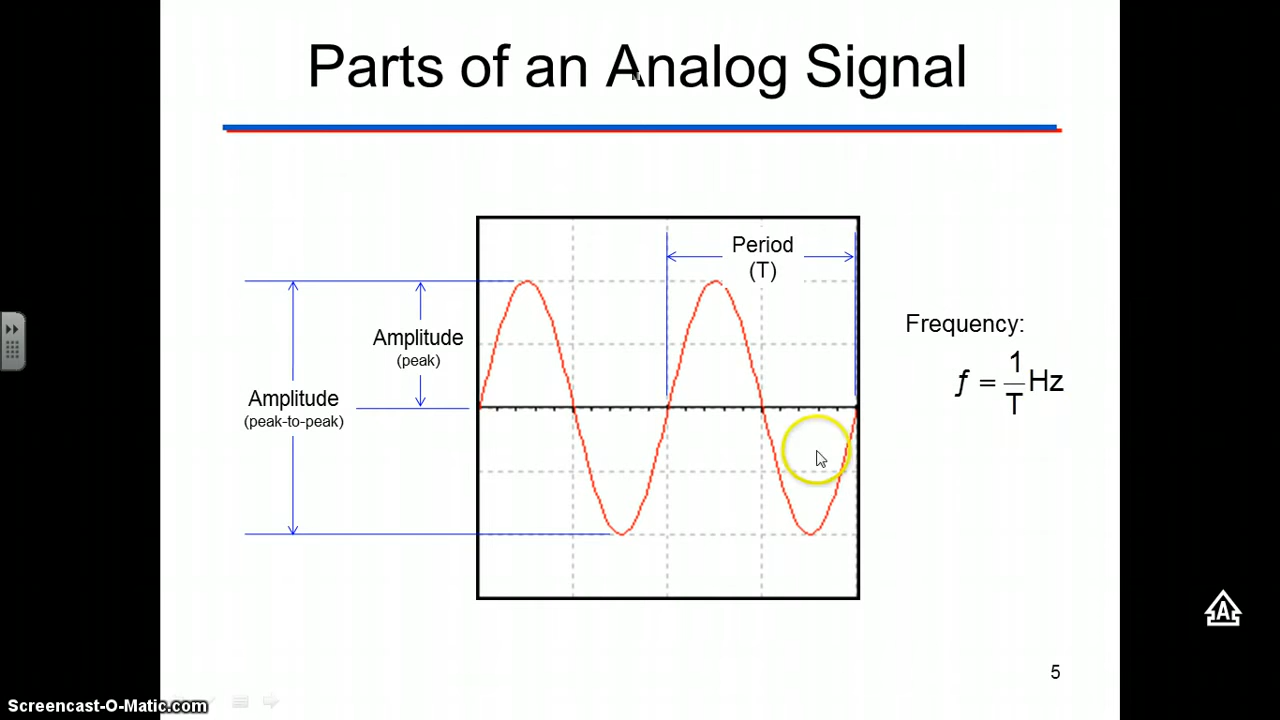 Parts of an Analog Signal
Period
(T)
Amplitude
(peak)
Amplitude
(peak-to-peak)
Frequency:
f = 1/T Hz
A
5
Screencast-O-Matic.com